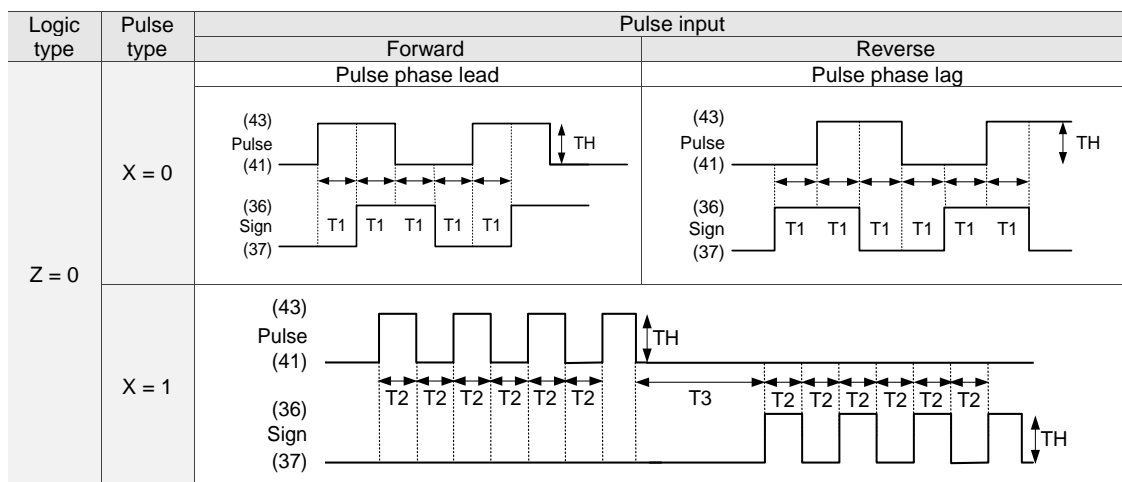 Logic type
Pulse type
Pulse input
Forward
Reverse
Z = 0
X = 0
Pulse phase lead
Pulse phase lag
(43)
Pulse
(41)
TH
(36)
Sign
(37)
T1 T1 T1 T1 T1
(43)
Pulse
(41)
TH
(36)
Sign
(37)
T1 T1 T1 T1 T1 T1
X = 1
(43)
Pulse
(41)
TH
T2 T2 T2 T2 T2 T2 T3 T2 T2 T2 T2 T2 T2
(36)
Sign
(37)
TH